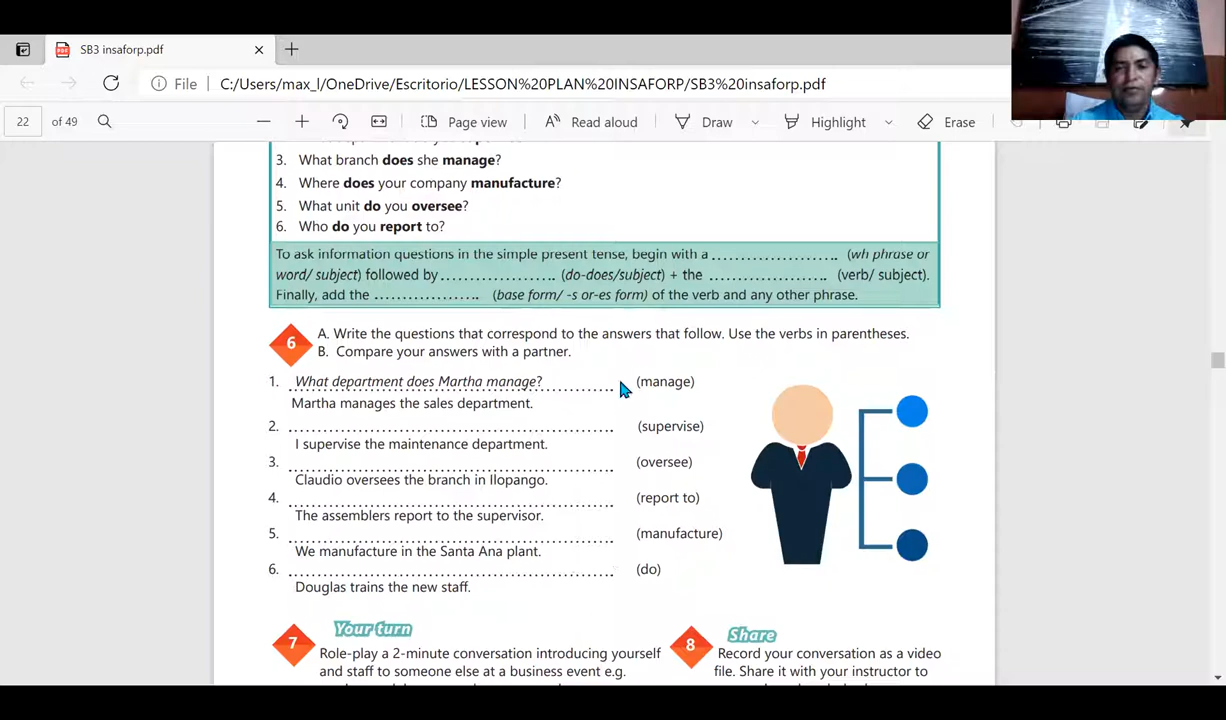 SB3 insaforp.pdf
File
C:/Users/max_l/OneDrive/Escritorio/LESSON%20PLAN%20INSAFORP/SB3%20insaforp.pdf
22 of 49
Page view
Read aloud
Draw
Highlight
Erase
3. What branch does she manage?
4. Where does your company manufacture?
5. What unit do you oversee?
6. Who do you report to?
To ask information questions in the simple present tense, begin with a ........................ (wh phrase or
word/ subject) followed by ...................... (do-does/subject) + the ...................... (verb/ subject).
Finally, add the .................... (base form/ -s or-es form) of the verb and any other phrase.
6
A. Write the questions that correspond to the answers that follow. Use the verbs in parentheses.
B. Compare your answers with a partner.
1. What department does Martha manage? (manage)
Martha manages the sales department.
2. ............................................................ (supervise)
I supervise the maintenance department.
3. ............................................................ (oversee)
Claudio oversees the branch in Ilopango.
4. ............................................................ (report to)
The assemblers report to the supervisor.
5. ............................................................ (manufacture)
We manufacture in the Santa Ana plant.
6. ............................................................ (do)
Douglas trains the new staff.
7
Your turn
Role-play a 2-minute conversation introducing yourself
and staff to someone else at a business event e.g.
8
Share
Record your conversation as a video
file. Share it with your instructor to